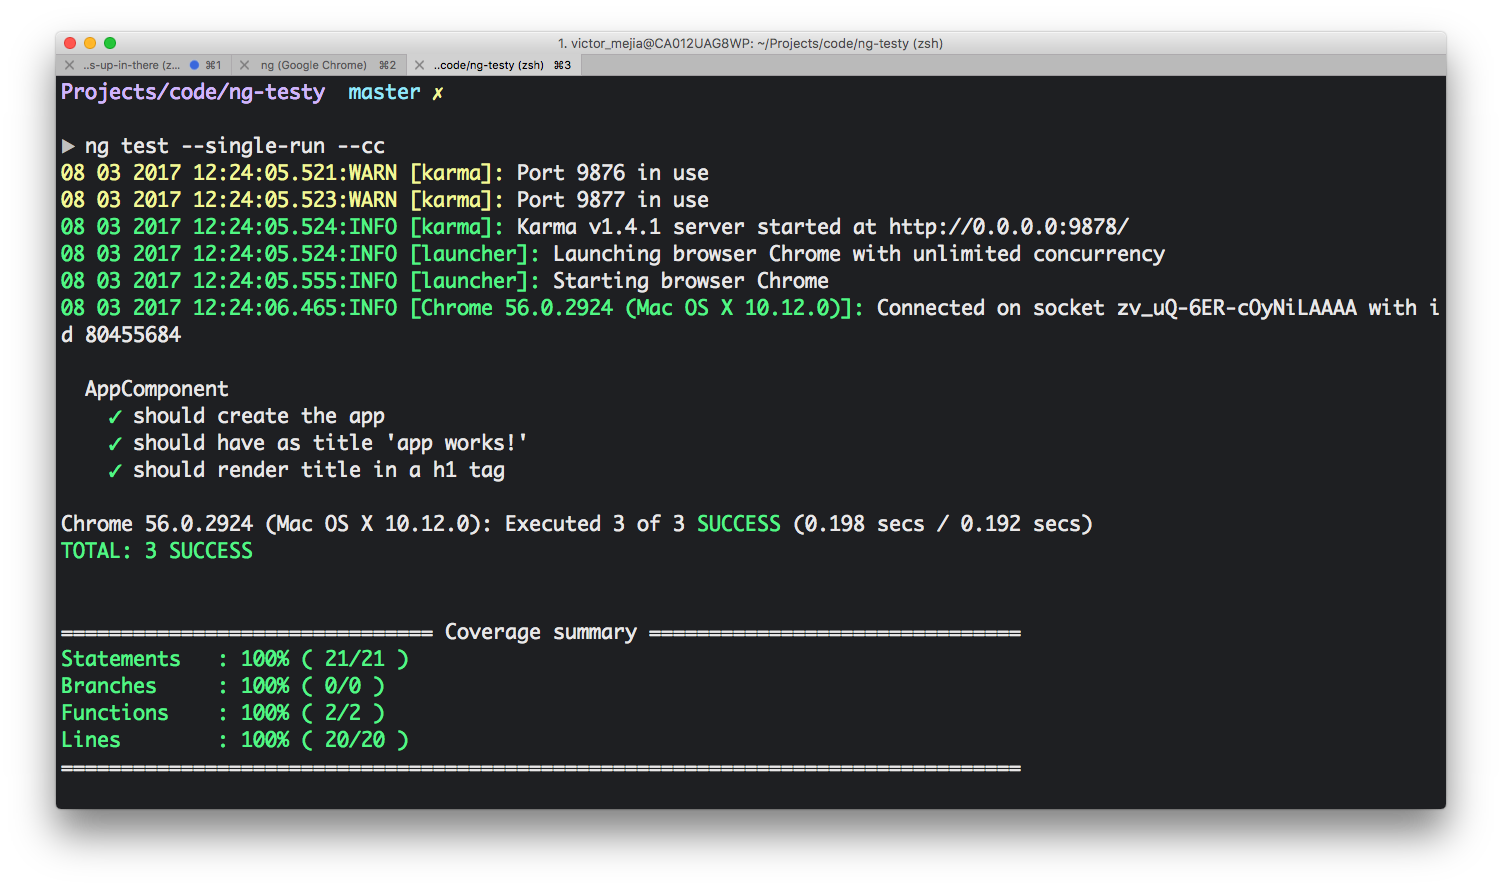 1. victor_mejia@CA012UAG8WP: ~/Projects/code/ng-testy (zsh)
..s-up-in-there (z... ⌘1 ng (Google Chrome) ⌘2 ..code/ng-testy (zsh) ⌘3
Projects/code/ng-testy master ✗
▶ ng test --single-run --cc
08 03 2017 12:24:05.521:WARN [karma]: Port 9876 in use
08 03 2017 12:24:05.523:WARN [karma]: Port 9877 in use
08 03 2017 12:24:05.524:INFO [karma]: Karma v1.4.1 server started at http://0.0.0.0:9878/
08 03 2017 12:24:05.524:INFO [launcher]: Launching browser Chrome with unlimited concurrency
08 03 2017 12:24:05.555:INFO [launcher]: Starting browser Chrome
08 03 2017 12:24:06.465:INFO [Chrome 56.0.2924 (Mac OS X 10.12.0)]: Connected on socket zv_uQ-6ER-cOyNiLAAAA with i
d 80455684
AppComponent
✓ should create the app
✓ should have as title 'app works!'
✓ should render title in a h1 tag
Chrome 56.0.2924 (Mac OS X 10.12.0): Executed 3 of 3 SUCCESS (0.198 secs / 0.192 secs)
TOTAL: 3 SUCCESS
=============================== Coverage summary ===============================
Statements : 100% ( 21/21 )
Branches : 100% ( 0/0 )
Functions : 100% ( 2/2 )
Lines : 100% ( 20/20 )
================================================================================